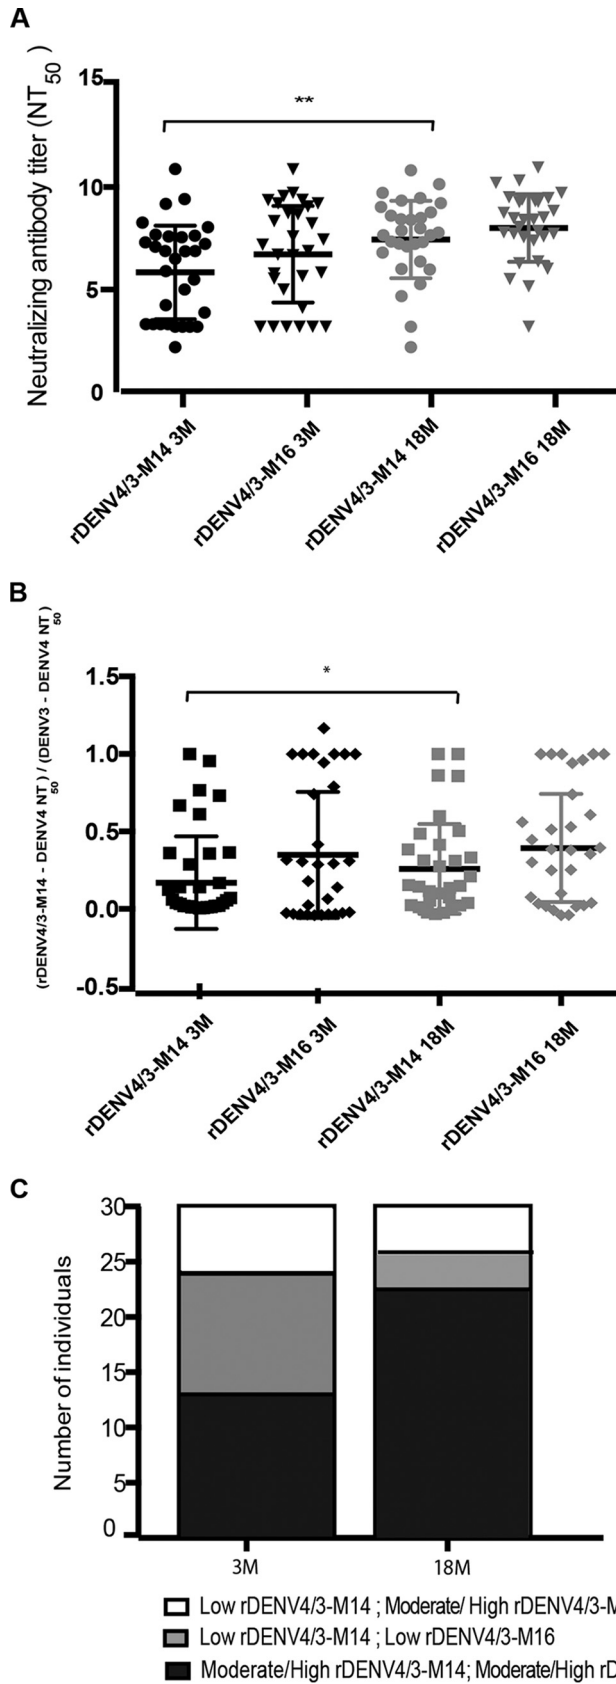 A
Neutralizing antibody titer (NT50)
15
10
5
0
**
rDENV4/3-M14 3M
rDENV4/3-M16 3M
rDENV4/3-M14 18M
rDENV4/3-M16 18M
B
(rDENV4/3-M14 - DENV4 NT50) / (DENV3 - DENV4 NT50)
1.5
1.0
0.5
0.0
-0.5
*
rDENV4/3-M14 3M
rDENV4/3-M16 3M
rDENV4/3-M14 18M
rDENV4/3-M16 18M
C
Number of individuals
30
25
20
15
10
5
0
3M
18M
Low rDENV4/3-M14 ; Moderate/ High rDENV4/3-M
Low rDENV4/3-M14 ; Low rDENV4/3-M16
Moderate/High rDENV4/3-M14; Moderate/High rD